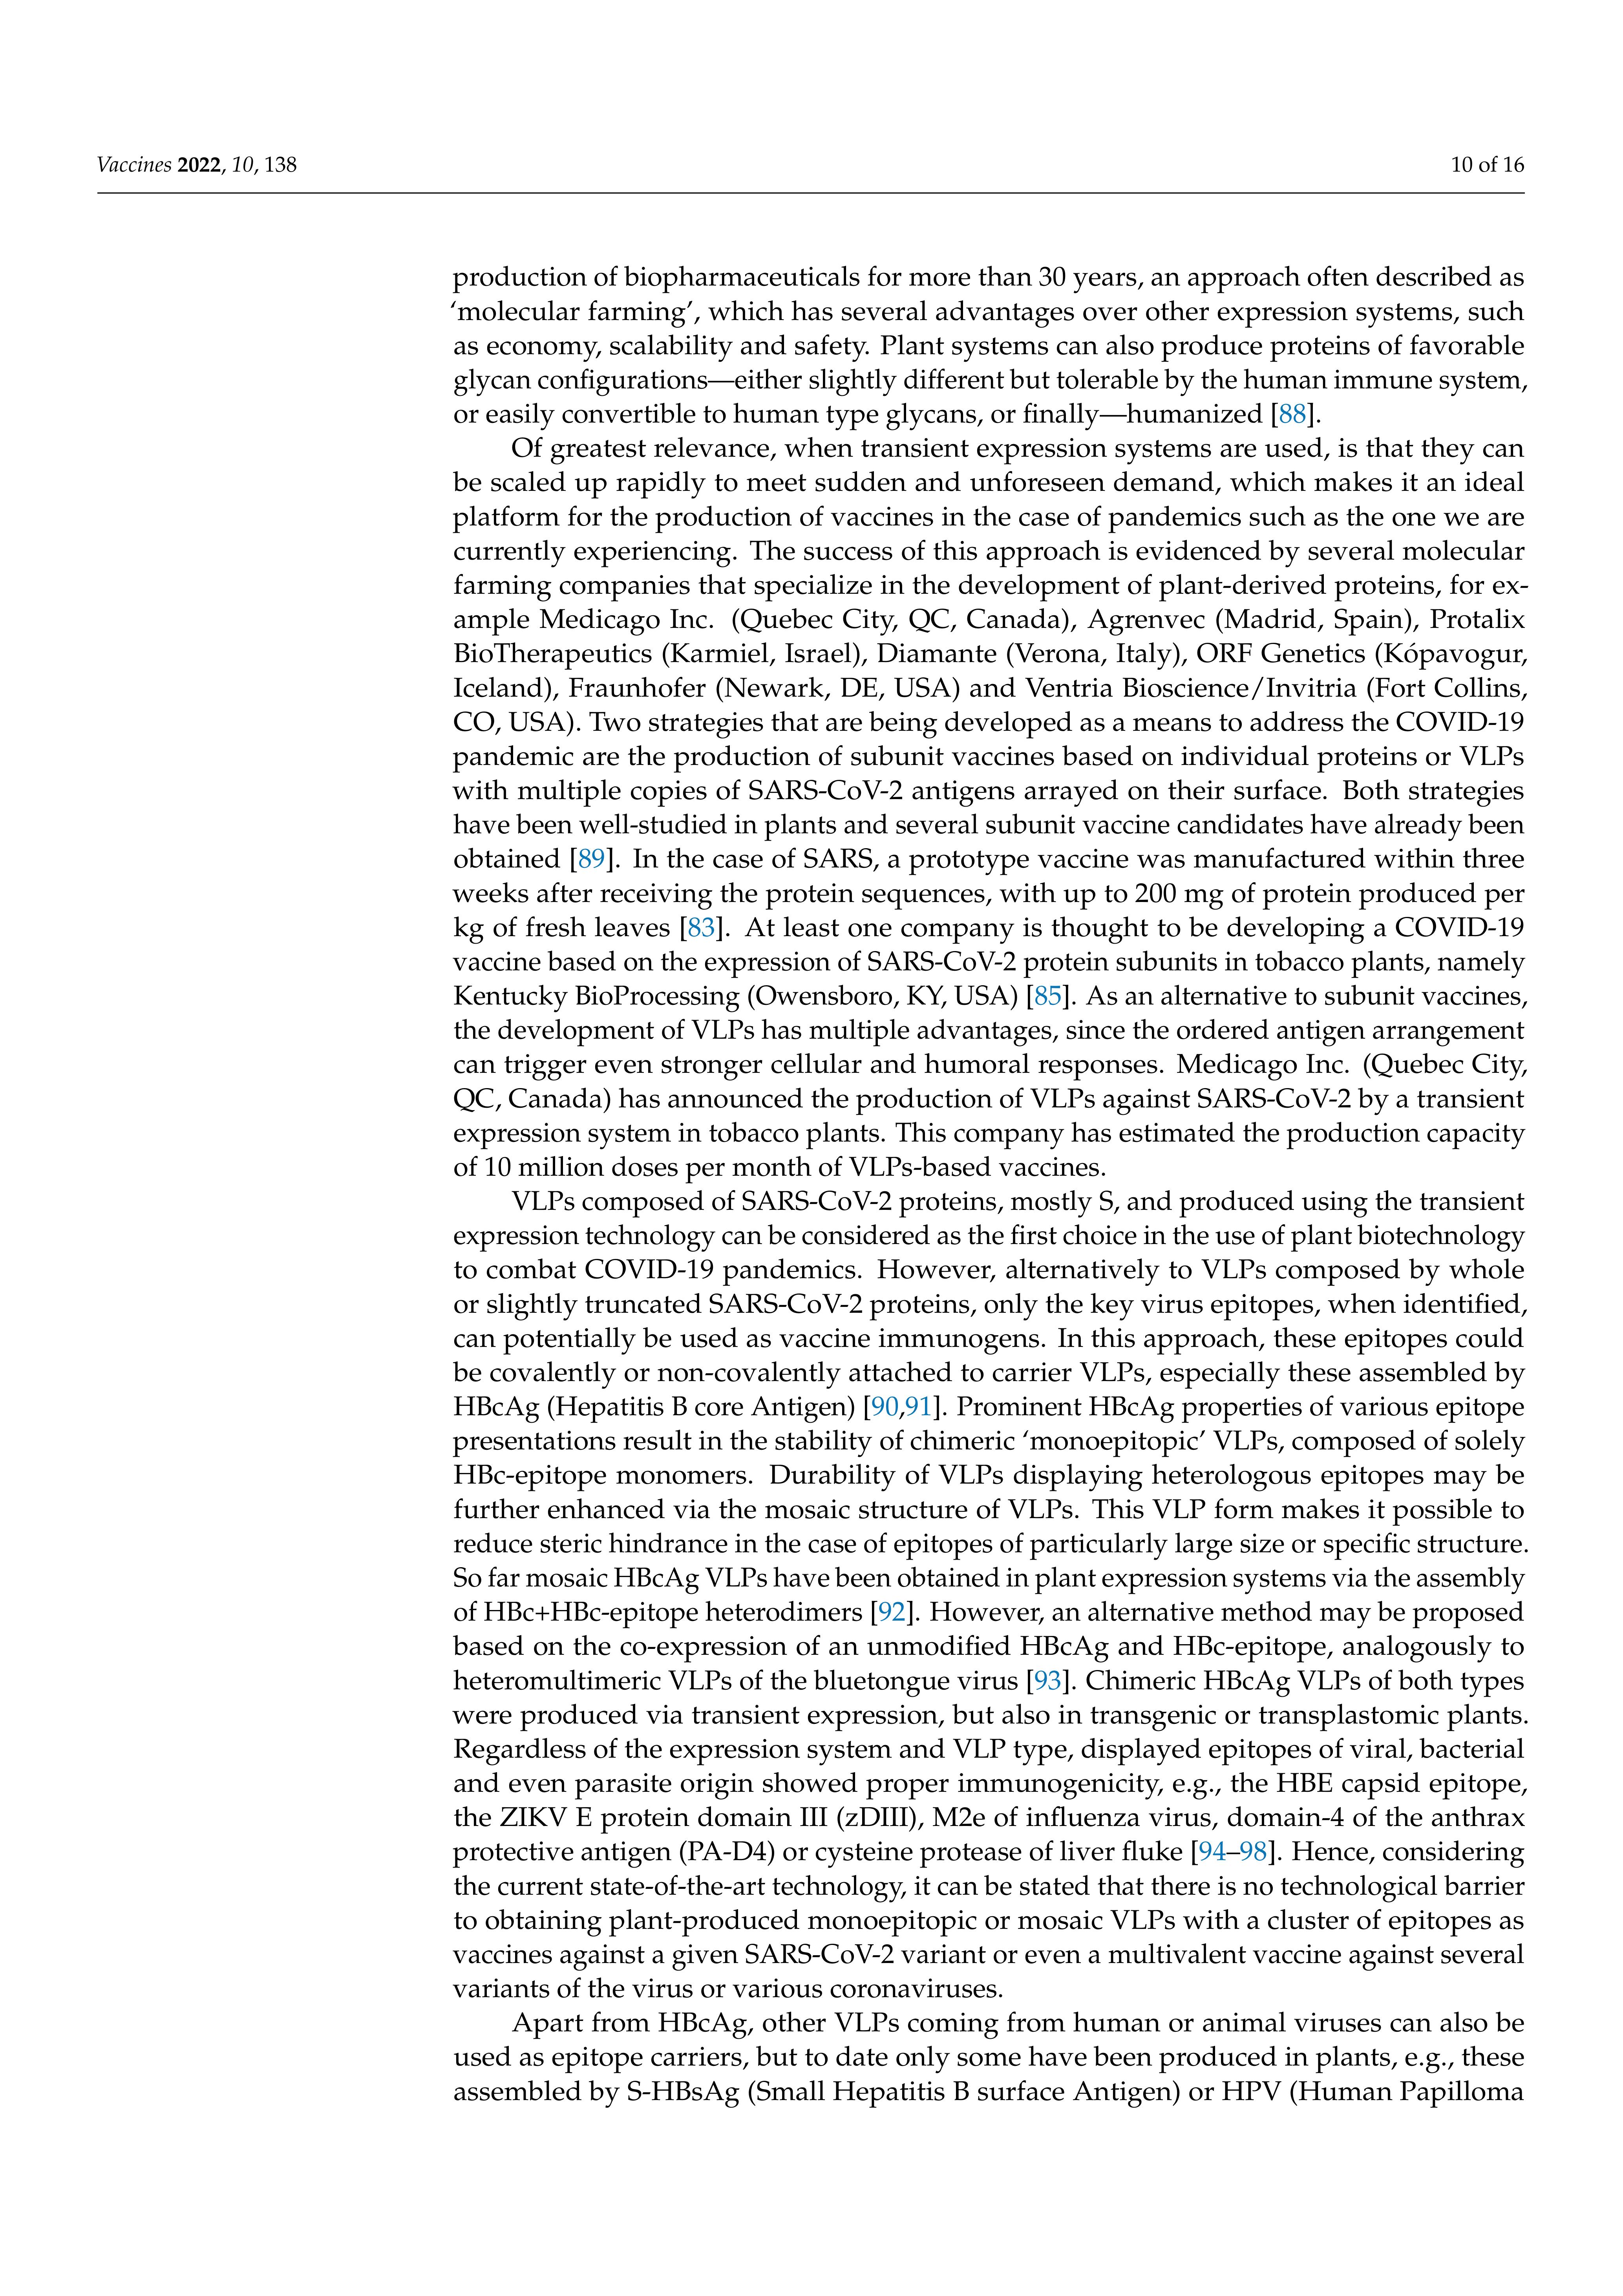 Vaccines 2022, 10, 138
10 of 16
production of biopharmaceuticals for more than 30 years, an approach often described as
‘molecular farming’, which has several advantages over other expression systems, such
as economy, scalability and safety. Plant systems can also produce proteins of favorable
glycan configurations—either slightly different but tolerable by the human immune system,
or easily convertible to human type glycans, or finally—humanized [88].
Of greatest relevance, when transient expression systems are used, is that they can
be scaled up rapidly to meet sudden and unforeseen demand, which makes it an ideal
platform for the production of vaccines in the case of pandemics such as the one we are
currently experiencing. The success of this approach is evidenced by several molecular
farming companies that specialize in the development of plant-derived proteins, for ex-
ample Medicago Inc. (Quebec City, QC, Canada), Agrenvec (Madrid, Spain), Protalix
BioTherapeutics (Karmiel, Israel), Diamante (Verona, Italy), ORF Genetics (Kópavogur,
Iceland), Fraunhofer (Newark, DE, USA) and Ventria Bioscience/Invitria (Fort Collins,
CO, USA). Two strategies that are being developed as a means to address the COVID-19
pandemic are the production of subunit vaccines based on individual proteins or VLPs
with multiple copies of SARS-CoV-2 antigens arrayed on their surface. Both strategies
have been well-studied in plants and several subunit vaccine candidates have already been
obtained [89]. In the case of SARS, a prototype vaccine was manufactured within three
weeks after receiving the protein sequences, with up to 200 mg of protein produced per
kg of fresh leaves [83]. At least one company is thought to be developing a COVID-19
vaccine based on the expression of SARS-CoV-2 protein subunits in tobacco plants, namely
Kentucky BioProcessing (Owensboro, KY, USA) [85]. As an alternative to subunit vaccines,
the development of VLPs has multiple advantages, since the ordered antigen arrangement
can trigger even stronger cellular and humoral responses. Medicago Inc. (Quebec City,
QC, Canada) has announced the production of VLPs against SARS-CoV-2 by a transient
expression system in tobacco plants. This company has estimated the production capacity
of 10 million doses per month of VLPs-based vaccines.
VLPs composed of SARS-CoV-2 proteins, mostly S, and produced using the transient
expression technology can be considered as the first choice in the use of plant biotechnology
to combat COVID-19 pandemics. However, alternatively to VLPs composed by whole
or slightly truncated SARS-CoV-2 proteins, only the key virus epitopes, when identified,
can potentially be used as vaccine immunogens. In this approach, these epitopes could
be covalently or non-covalently attached to carrier VLPs, especially these assembled by
HBcAg (Hepatitis B core Antigen) [90,91]. Prominent HBcAg properties of various epitope
presentations result in the stability of chimeric ‘monoepitopic’ VLPs, composed of solely
HBc-epitope monomers. Durability of VLPs displaying heterologous epitopes may be
further enhanced via the mosaic structure of VLPs. This VLP form makes it possible to
reduce steric hindrance in the case of epitopes of particularly large size or specific structure.
So far mosaic HBcAg VLPs have been obtained in plant expression systems via the assembly
of HBc+HBc-epitope heterodimers [92]. However, an alternative method may be proposed
based on the co-expression of an unmodified HBcAg and HBc-epitope, analogously to
heteromultimeric VLPs of the bluetongue virus [93]. Chimeric HBcAg VLPs of both types
were produced via transient expression, but also in transgenic or transplastomic plants.
Regardless of the expression system and VLP type, displayed epitopes of viral, bacterial
and even parasite origin showed proper immunogenicity, e.g., the HBE capsid epitope,
the ZIKV E protein domain III (zDIII), M2e of influenza virus, domain-4 of the anthrax
protective antigen (PA-D4) or cysteine protease of liver fluke [94–98]. Hence, considering
the current state-of-the-art technology, it can be stated that there is no technological barrier
to obtaining plant-produced monoepitopic or mosaic VLPs with a cluster of epitopes as
vaccines against a given SARS-CoV-2 variant or even a multivalent vaccine against several
variants of the virus or various coronaviruses.
Apart from HBcAg, other VLPs coming from human or animal viruses can also be
used as epitope carriers, but to date only some have been produced in plants, e.g., these
assembled by S-HBsAg (Small Hepatitis B surface Antigen) or HPV (Human Papilloma